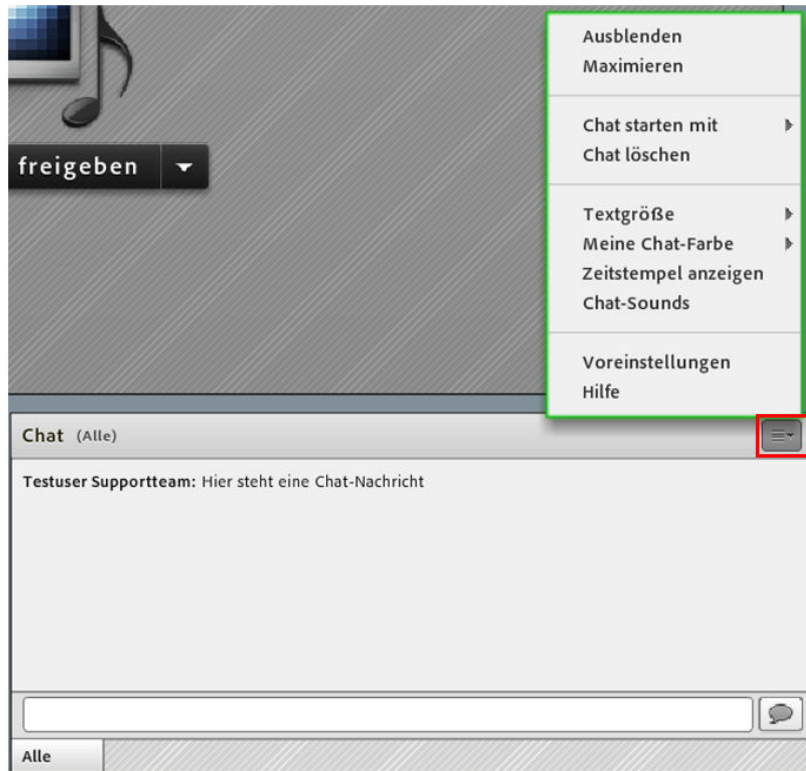 Ausblenden
Maximieren
Chat starten mit
Chat löschen
freigeben
Textgröße
Meine Chat-Farbe
Zeitstempel anzeigen
Chat-Sounds
Voreinstellungen
Hilfe
Chat (Alle)
Testuser Supportteam: Hier steht eine Chat-Nachricht
Alle